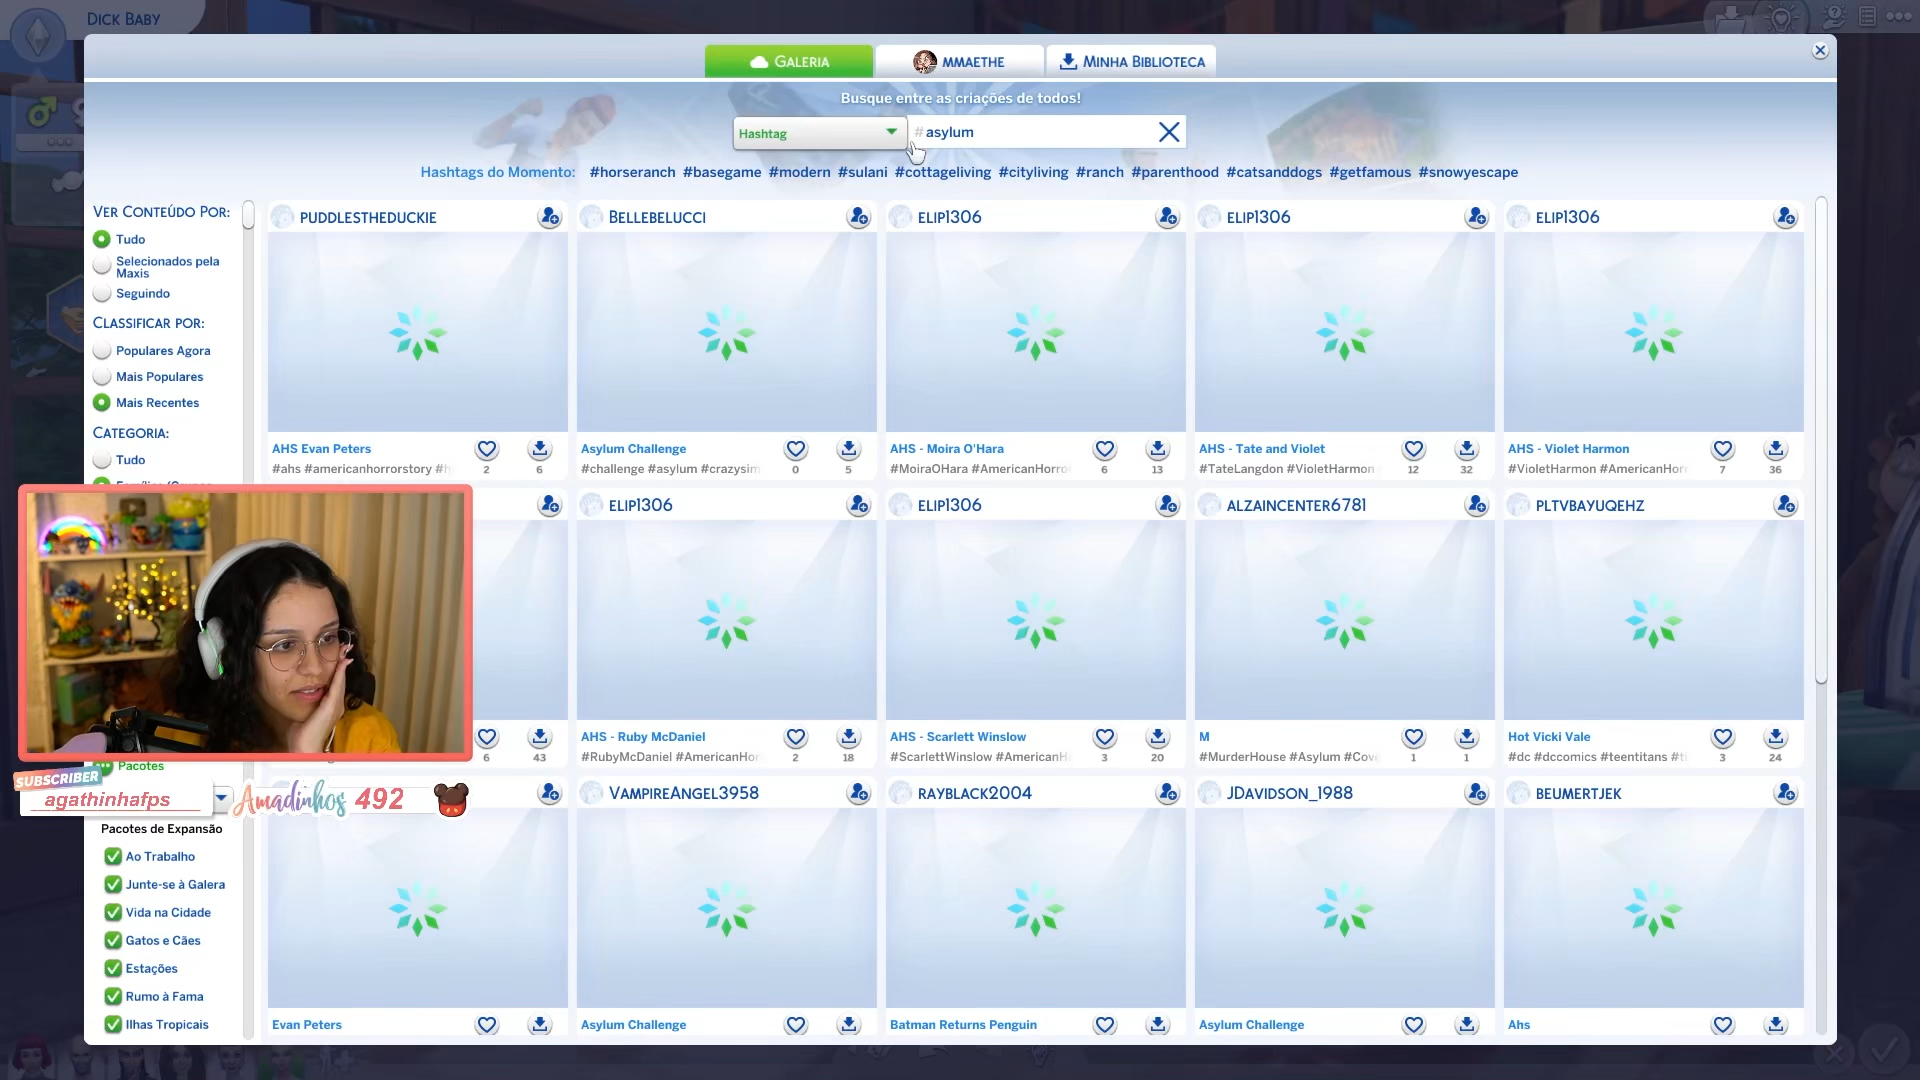 DICK BABY
GALERIA
MMAETHE
MINHA BIBLIOTECA
Busque entre as criações de todos!
Hashtag
#asylum
Hashtags do Momento: #horseranch #basegame #modern #sulani #cottageliving #cityliving #ranch #parenthood #catsanddogs #getfamous #snowyescape
VER CONTEÚDO POR:
Tudo
Selecionados pela
Maxis
Seguindo
CLASSIFICAR POR:
Populares Agora
Mais Populares
Mais Recentes
CATEGORIA:
Tudo
PUDDLESTHEDUCKIE
BELLEBELUCCI
ELIP1306
ELIP1306
ELIP1306
AHS Evan Peters
2
6
#ahs #americanhorrorstory
Asylum Challenge
0
5
#challenge #asylum #crazysim
AHS - Moira O'Hara
6
13
#MoiraOHara #AmericanHorro
AHS - Tate and Violet
12
32
#TateLangdon #VioletHarmon
AHS - Violet Harmon
7
36
#VioletHarmon #AmericanHorr
ELIP1306
ELIP1306
ALZAINCENTER6781
PLTVBAYUQEHZ
6
43
AHS - Ruby McDaniel
2
18
#RubyMcDaniel #AmericanHor
AHS - Scarlett Winslow
3
20
#ScarlettWinslow #AmericanH
M
1
1
#MurderHouse #Asylum #Cov
Hot Vicki Vale
3
24
#dc #dccomics #teentitans
Pacotes
SUBSCRIBER
agathinhafps
Amadinhos 492
Pacotes de Expansão
Ao Trabalho
Junte-se à Galera
Vida na Cidade
Gatos e Cães
Estações
Rumo à Fama
Ilhas Tropicais
VAMPIREANGEL3958
RAYBLACK2004
JDAVIDSON_1988
BEUMERTJEK
Evan Peters
Asylum Challenge
Batman Returns Penguin
Asylum Challenge
Ahs